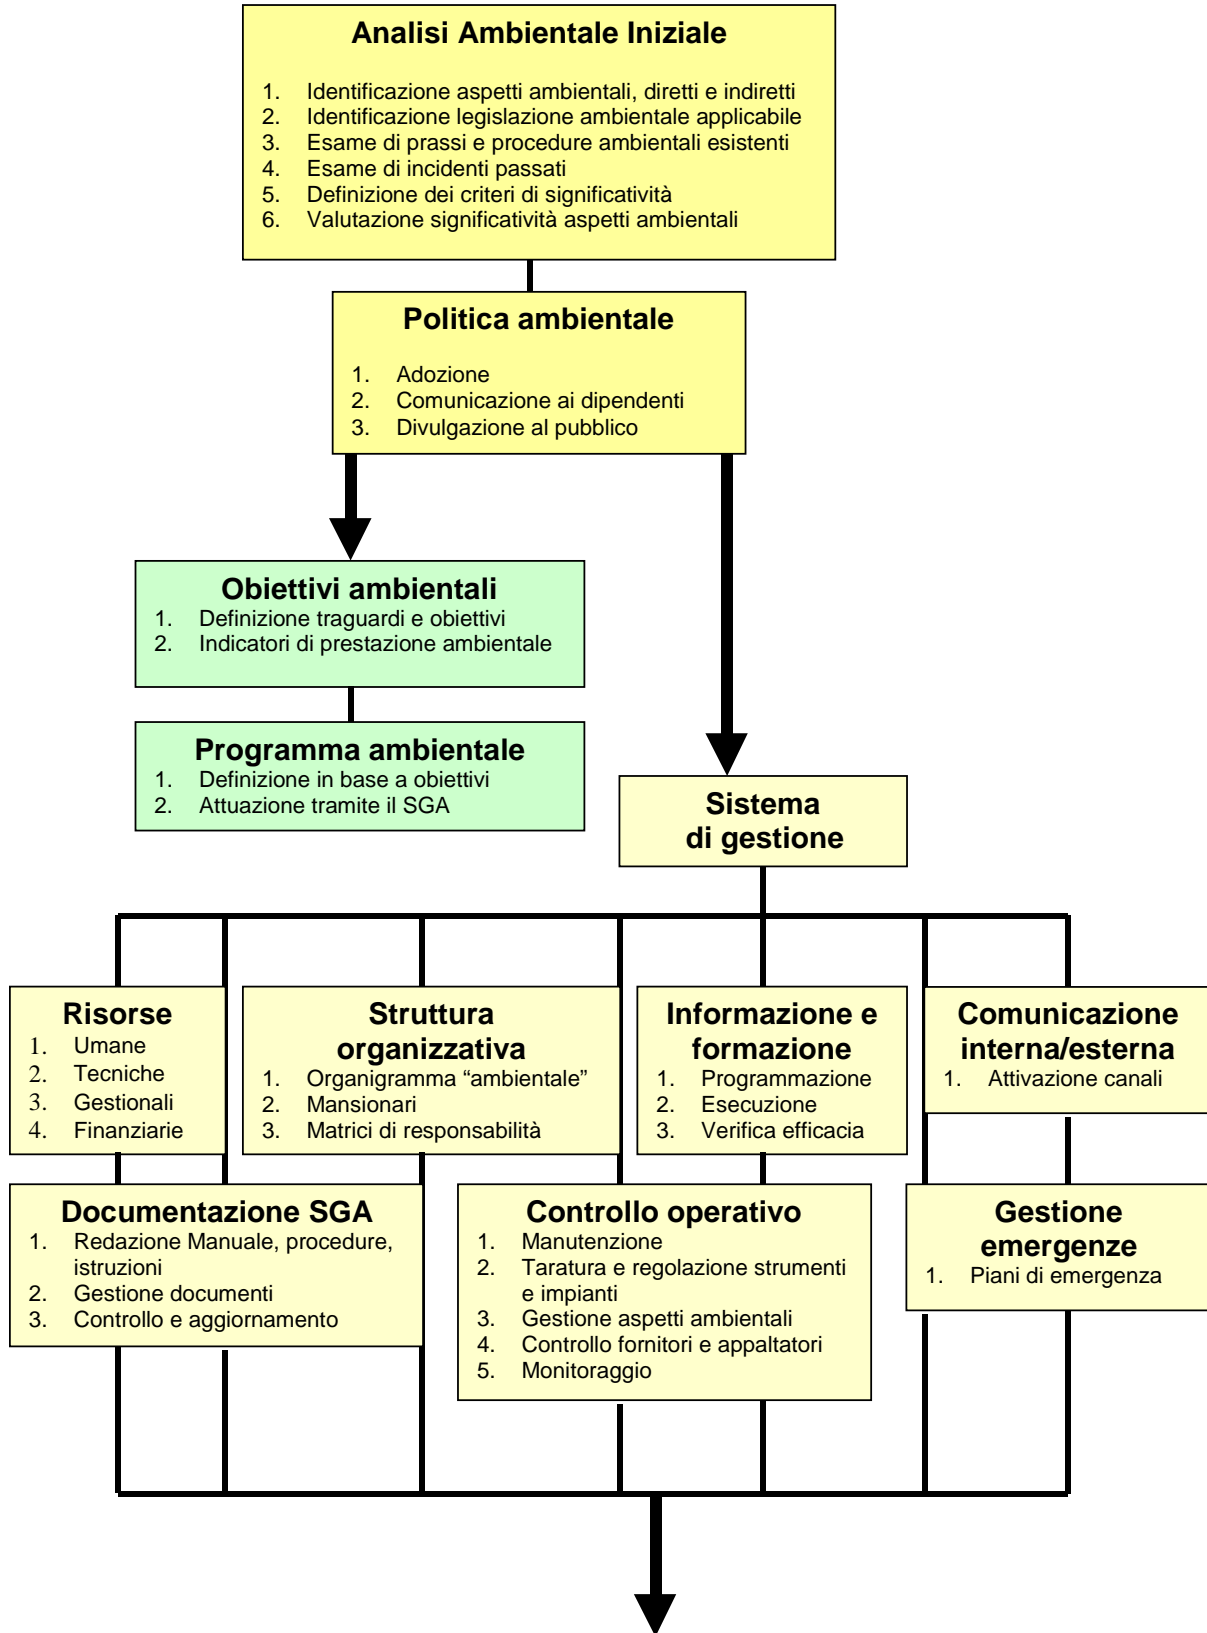 Analisi Ambientale Iniziale
1. Identificazione aspetti ambientali, diretti e indiretti
2. Identificazione legislazione ambientale applicabile
3. Esame di prassi e procedure ambientali esistenti
4. Esame di incidenti passati
5. Definizione dei criteri di significatività
6. Valutazione significatività aspetti ambientali
Politica ambientale
1. Adozione
2. Comunicazione ai dipendenti
3. Divulgazione al pubblico
Obiettivi ambientali
1. Definizione traguardi e obiettivi
2. Indicatori di prestazione ambientale
Programma ambientale
1. Definizione in base a obiettivi
2. Attuazione tramite il SGA
Sistema
di gestione
Risorse
1. Umane
2. Tecniche
3. Gestionali
4. Finanziarie
Struttura
organizzativa
1. Organigramma “ambientale”
2. Mansionari
3. Matrici di responsabilità
Informazione e
formazione
1. Programmazione
2. Esecuzione
3. Verifica efficacia
Comunicazione
interna/esterna
1. Attivazione canali
Documentazione SGA
1. Redazione Manuale, procedure,
istruzioni
2. Gestione documenti
3. Controllo e aggiornamento
Controllo operativo
1. Manutenzione
2. Taratura e regolazione strumenti
e impianti
3. Gestione aspetti ambientali
4. Controllo fornitori e appaltatori
5. Monitoraggio
Gestione
emergenze
1. Piani di emergenza